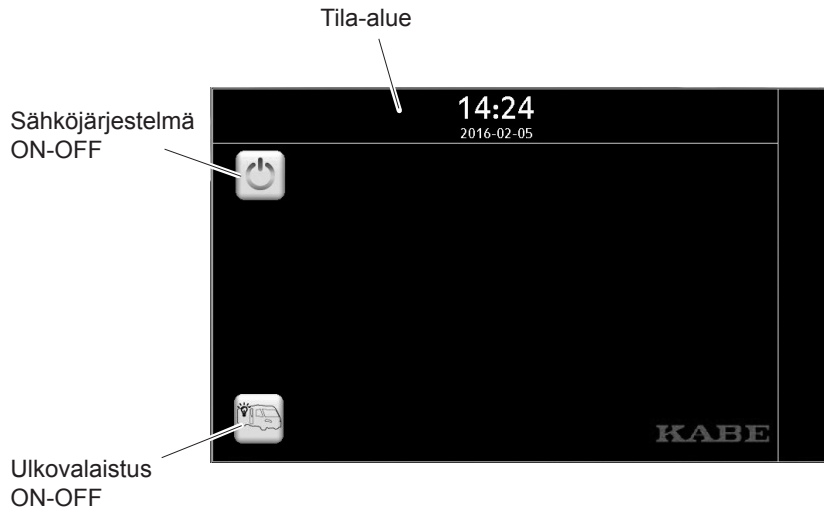 Tila-alue
14:24
2016-02-05
Sähköjärjestelmä
ON-OFF
KABE
Ulkovalaistus
ON-OFF